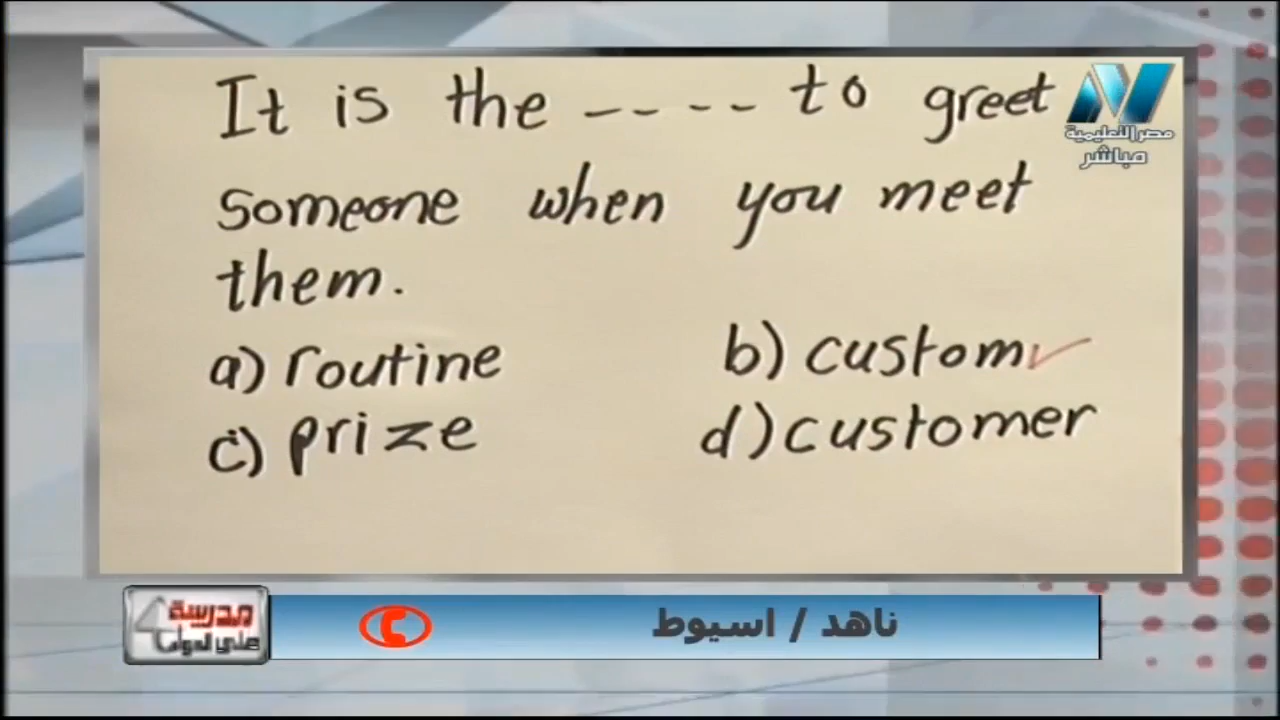 It is the ---- to greet
someone when you meet
them.
a) routine
b) custom
c) prize
d) customer
مصر التعليمية
مباشر
مدرسة
على الهواء
ناهد / اسيوط